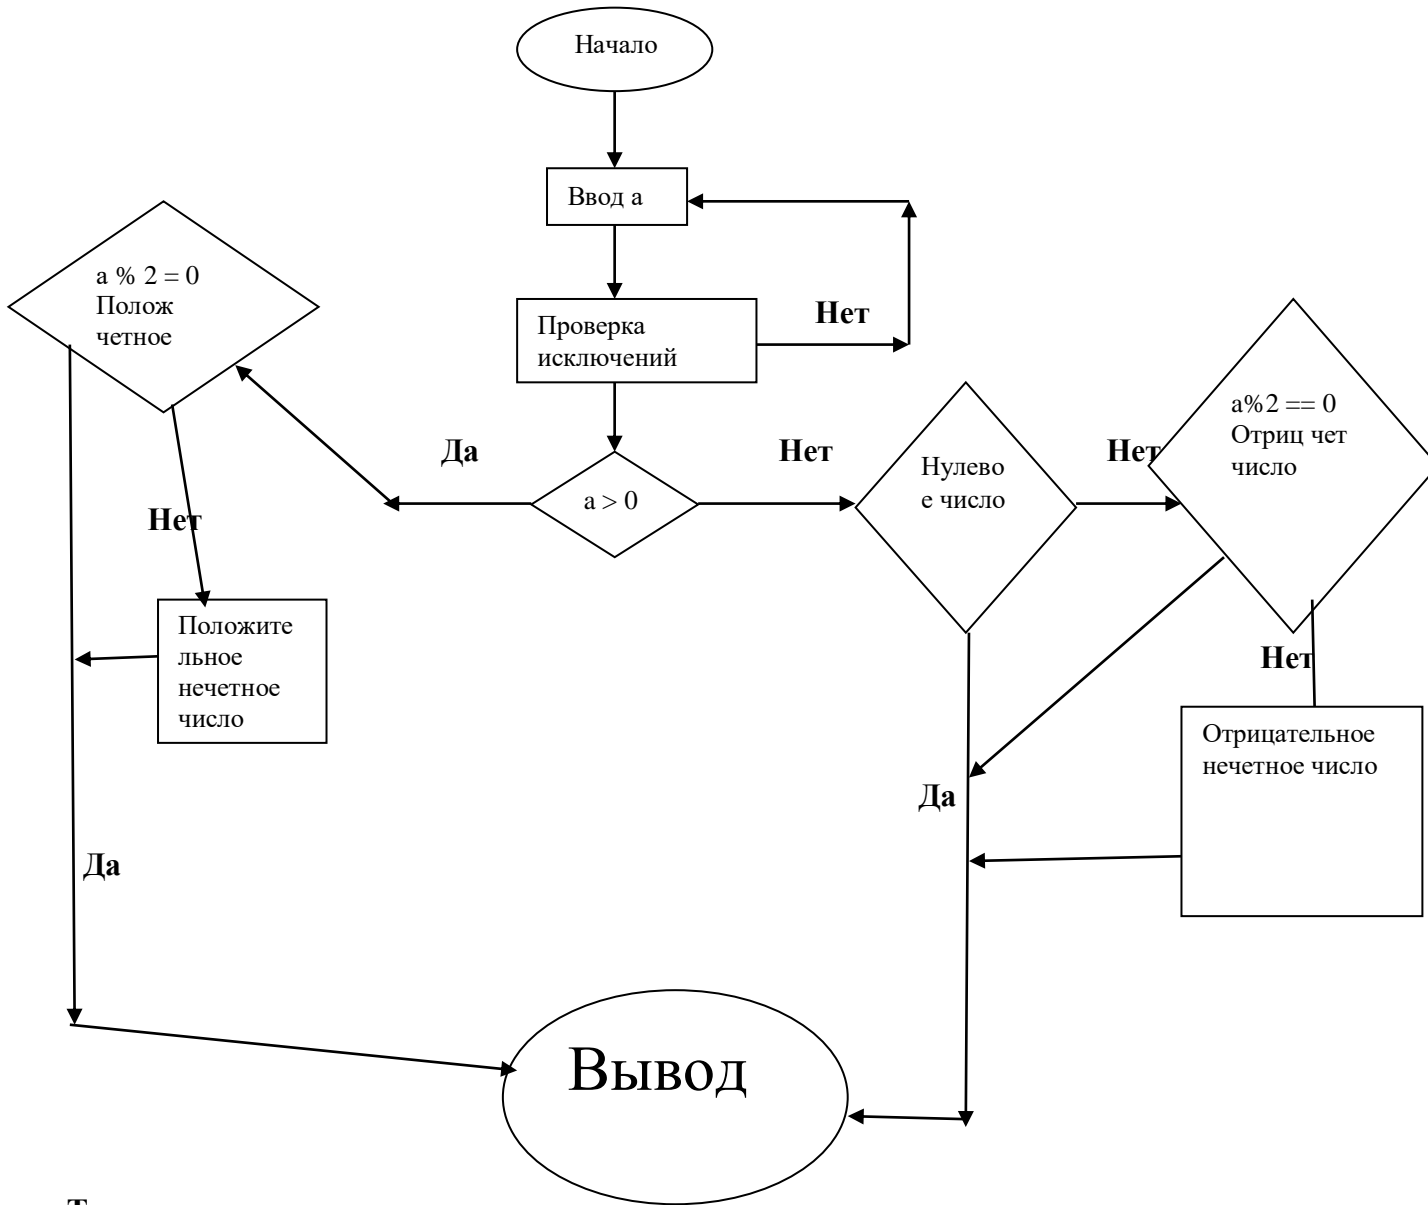 Начало
Ввод a
a % 2 = 0
Полож
четное
Проверка
исключений
Нет
Да
a > 0
Нет
Нулево
е число
Нет
a%2 == 0
Отриц чет
число
Нет
Положите
льное
нечетное
число
Нет
Отрицательное
нечетное число
Да
Да
Вывод